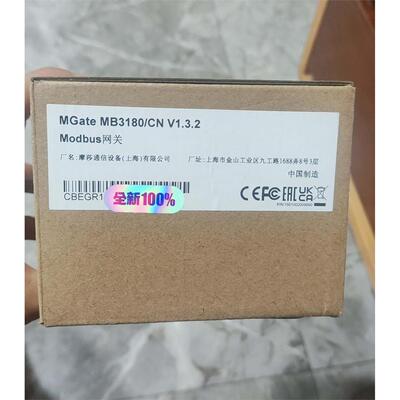 MGate MB3180/CN V1.3.2
Modbus网关
厂名:摩莎通信设备(上海)有限公司
厂址:上海市金山工业区九工路1688弄8号3层
中国制造
CBEGR1
全新100%
CE EAC UK CA